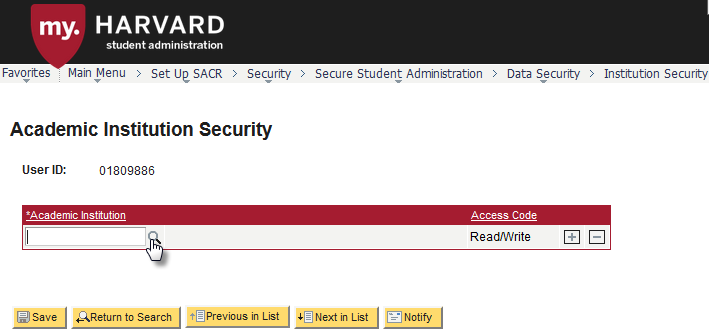 my. HARVARD
student administration
Favorites Main Menu > Set Up SACR > Security > Secure Student Administration > Data Security > Institution Security
Academic Institution Security
User ID: 01809886
*Academic Institution Access Code
Read/Write
Save Return to Search Previous in List Next in List Notify